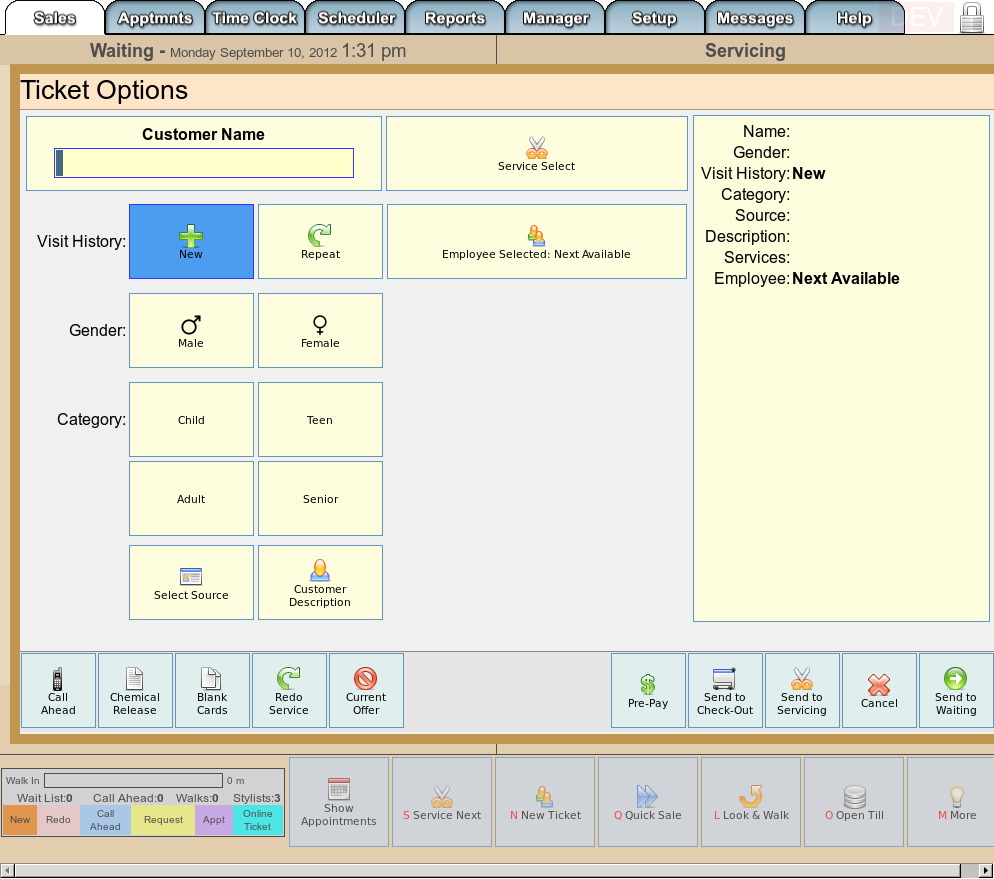 Sales Apptmnts Time Clock Scheduler Reports Manager Setup Messages Help DEV
Waiting - Monday September 10, 2012 1:31 pm Servicing
Ticket Options
Customer Name
Service Select
Visit History:
New
Repeat
Employee Selected: Next Available
Gender:
Male
Female
Category:
Child
Teen
Adult
Senior
Select Source
Customer
Description
Name:
Gender:
Visit History: New
Category:
Source:
Description:
Services:
Employee: Next Available
Call
Ahead
Chemical
Release
Blank
Cards
Redo
Service
Current
Offer
Pre-Pay
Send to
Check-Out
Send to
Servicing
Cancel
Send to
Waiting
Walk In 0 m
Wait List:0 Call Ahead:0 Walks:0 Stylists:3
New
Redo
Call
Ahead
Request
Appt
Online
Ticket
Show
Appointments
S Service Next
N New Ticket
Q Quick Sale
L Look & Walk
O Open Till
M More